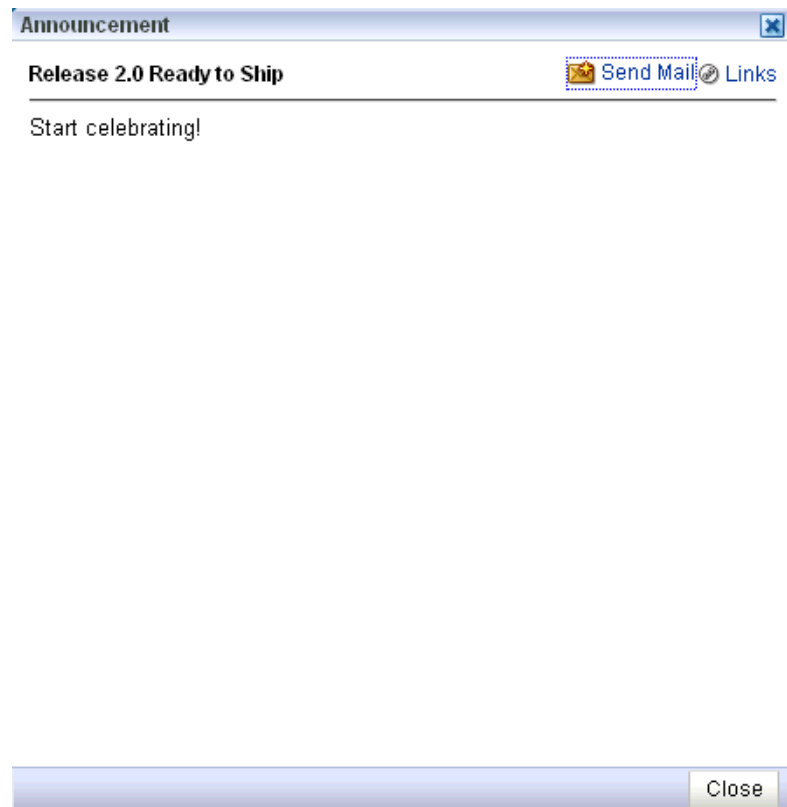 Announcement
Release 2.0 Ready to Ship Send Mail Links
Start celebrating!
Close